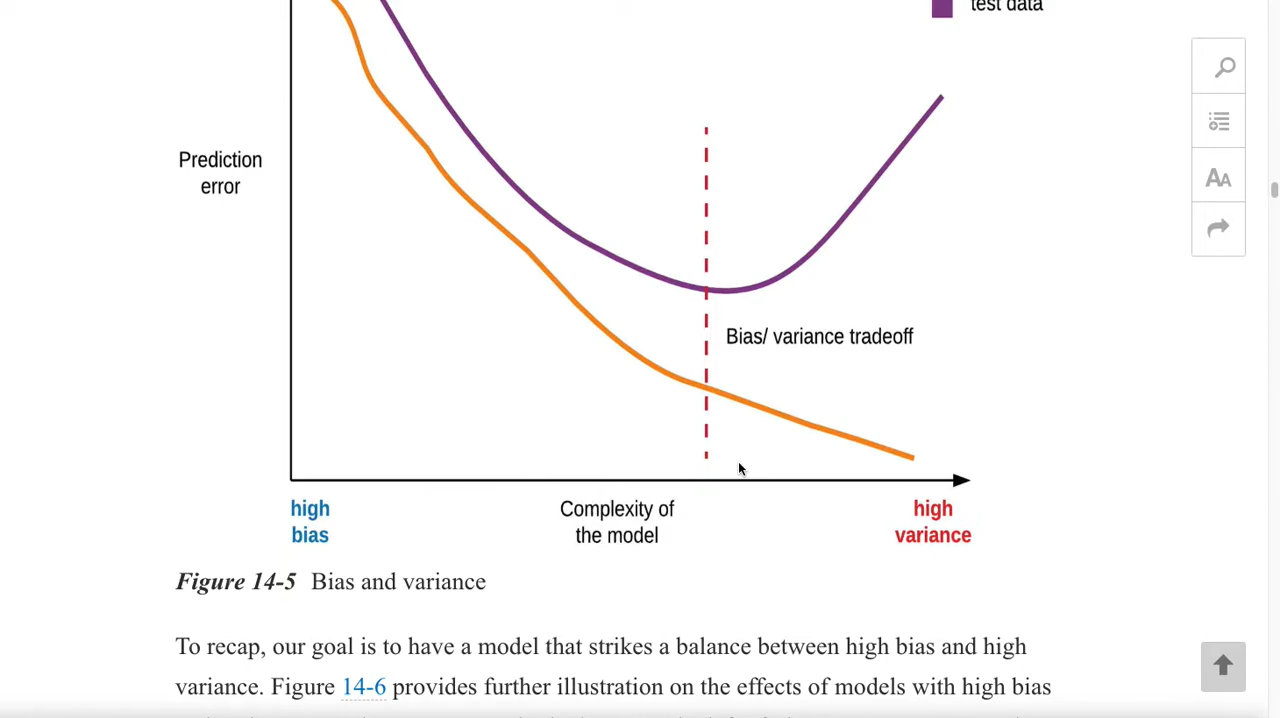 test data
Prediction
error
Bias/ variance tradeoff
high
bias
Complexity of
the model
high
variance
Figure 14-5 Bias and variance
To recap, our goal is to have a model that strikes a balance between high bias and high
variance. Figure 14-6 provides further illustration on the effects of models with high bias
AA